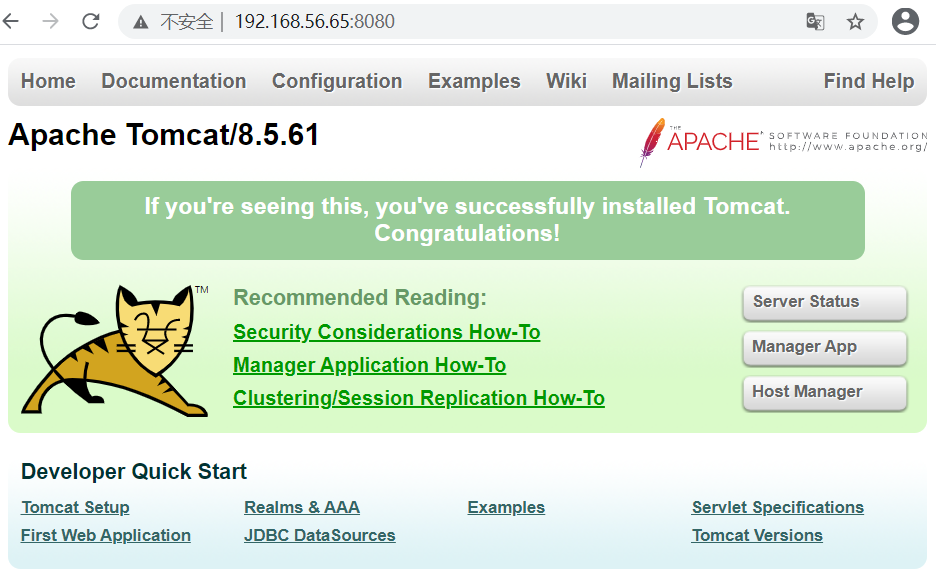 不安全 | 192.168.56.65:8080
Home Documentation Configuration Examples Wiki Mailing Lists Find Help
Apache Tomcat/8.5.61
THE APACHE® SOFTWARE FOUNDATION
http://www.apache.org/
If you're seeing this, you've successfully installed Tomcat.
Congratulations!
TM
Recommended Reading:
Security Considerations How-To
Manager Application How-To
Clustering/Session Replication How-To
Server Status
Manager App
Host Manager
Developer Quick Start
Tomcat Setup Realms & AAA Examples Servlet Specifications
First Web Application JDBC DataSources Tomcat Versions